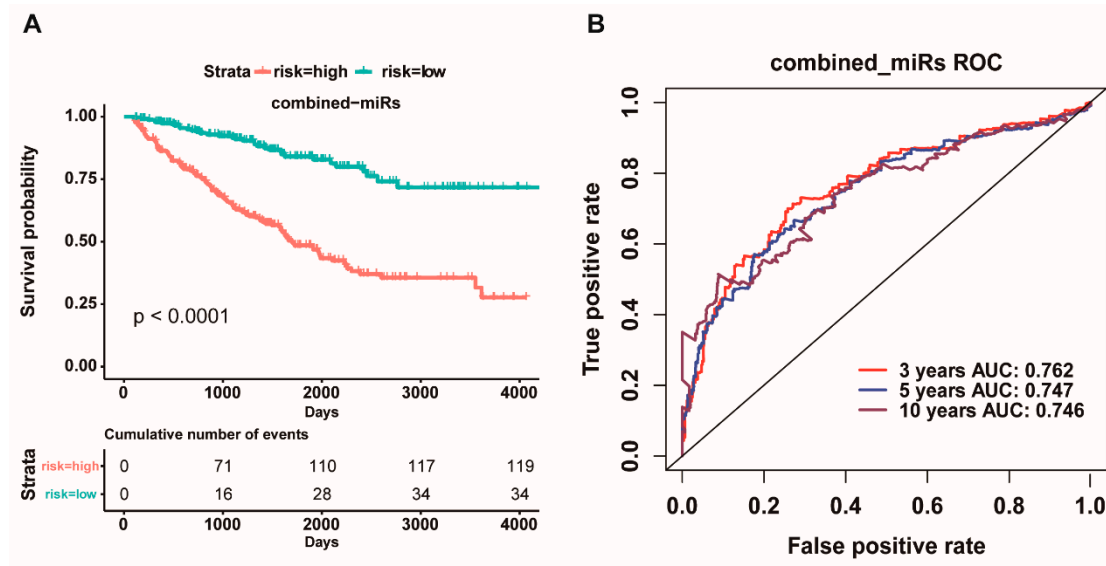 A
Strata risk=high risk=low
combined−miRs
Survival probability
1.00
0.75
0.50
0.25
0.00
p < 0.0001
0 1000 2000 3000 4000
Days
Cumulative number of events
Strata
risk=high 0 71 110 117 119
risk=low 0 16 28 34 34
0 1000 2000 3000 4000
Days
B
combined_miRs ROC
True positive rate
1.0
0.8
0.6
0.4
0.2
0.0
3 years AUC: 0.762
5 years AUC: 0.747
10 years AUC: 0.746
0.0 0.2 0.4 0.6 0.8 1.0
False positive rate